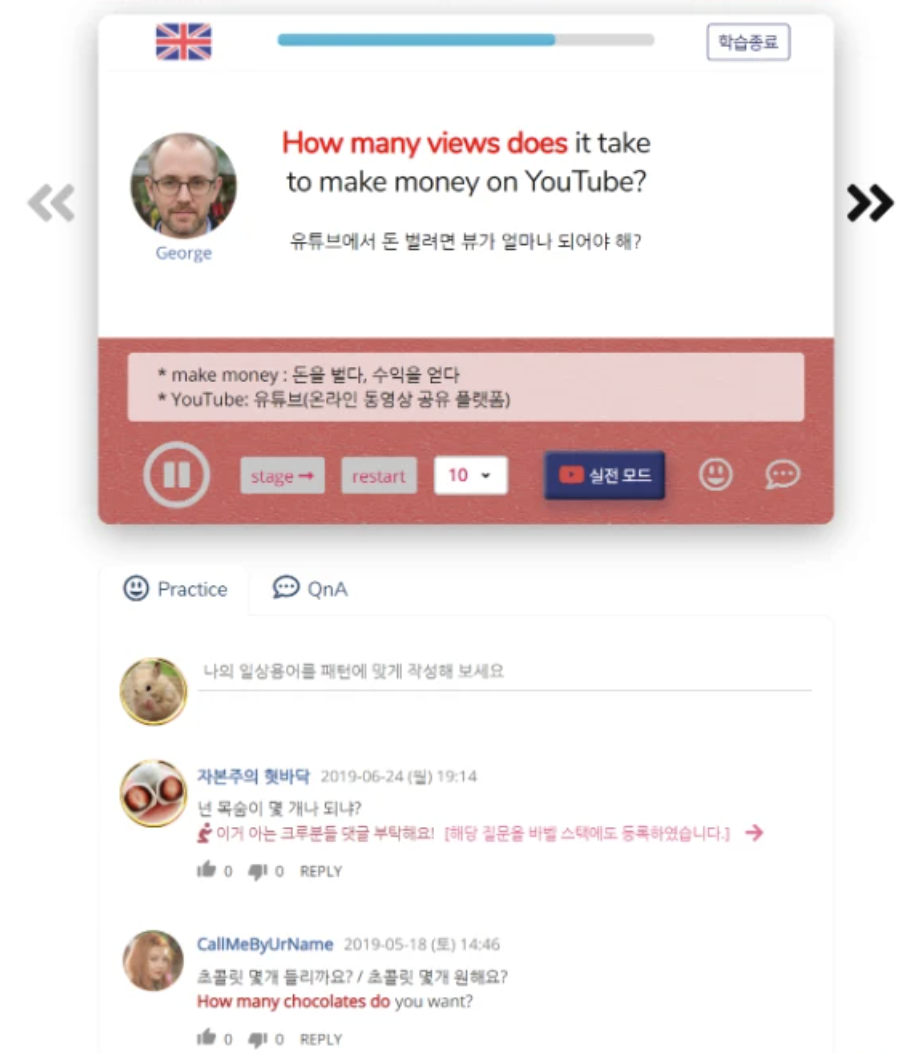 학습종료
How many views does it take
to make money on YouTube?
유튜브에서 돈 벌려면 뷰가 얼마나 되어야 해?
George
* make money : 돈을 벌다, 수익을 얻다
* YouTube: 유튜브(온라인 동영상 공유 플랫폼)
stage → restart 10 실전 모드
Practice QnA
나의 일상용어를 패턴에 맞게 작성해 보세요
자본주의 혓바닥 2019-06-24 (월) 19:14
넌 목숨이 몇 개나 되냐?
이거 아는 크루분들 댓글 부탁해요! [해당 질문을 바벨 스택에도 등록하였습니다.] →
0 0 REPLY
CallMeByUrName 2019-05-18 (토) 14:46
초콜릿 몇개 들리까요? / 초콜릿 몇개 원해요?
How many chocolates do you want?
0 0 REPLY